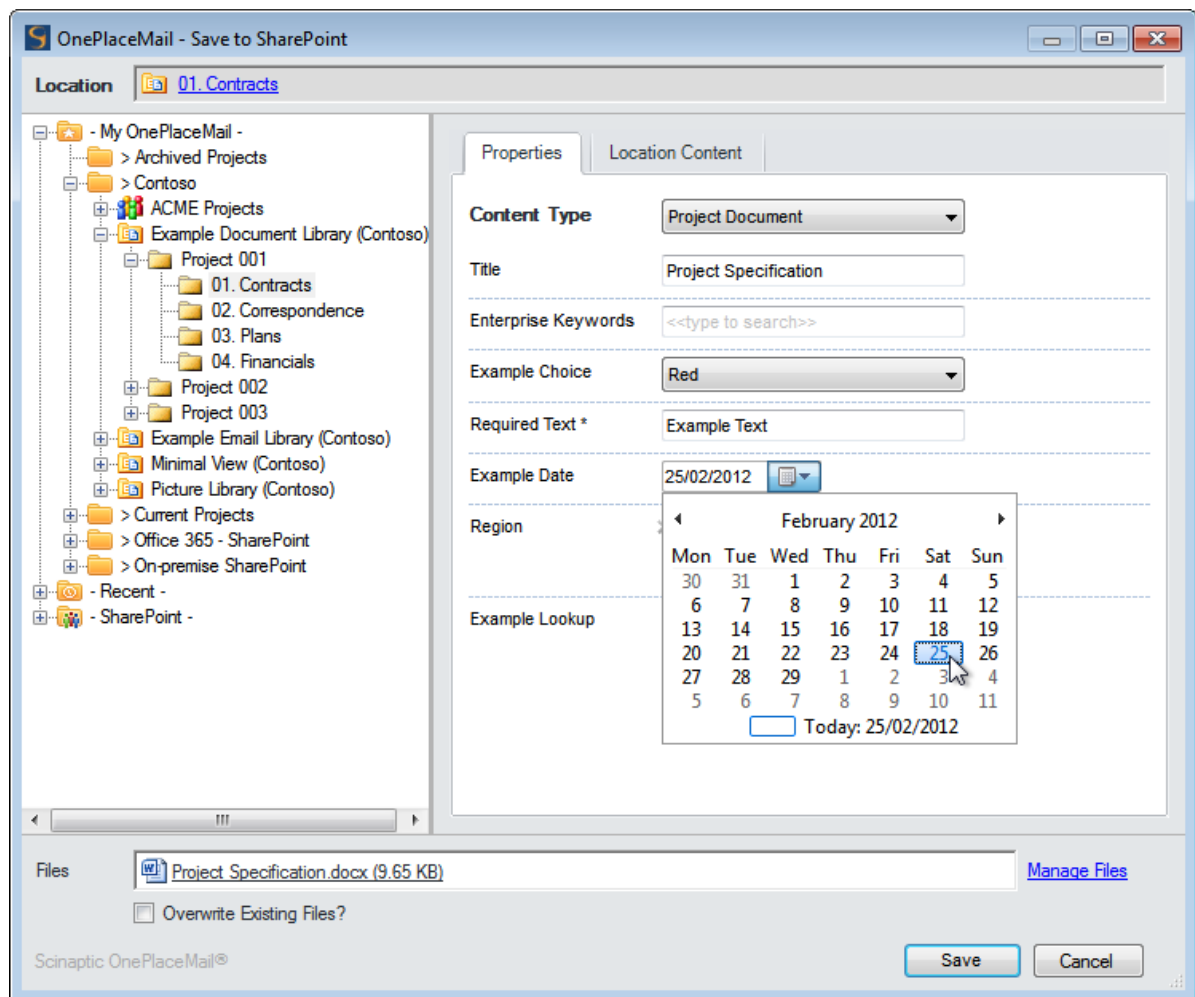 OnePlaceMail - Save to SharePoint
Location 01. Contracts
- My OnePlaceMail -
> Archived Projects
> Contoso
ACME Projects
Example Document Library (Contoso)
Project 001
01. Contracts
02. Correspondence
03. Plans
04. Financials
Project 002
Project 003
Example Email Library (Contoso)
Minimal View (Contoso)
Picture Library (Contoso)
> Current Projects
> Office 365 - SharePoint
> On-premise SharePoint
- Recent -
- SharePoint -
Properties Location Content
Content Type Project Document
Title Project Specification
Enterprise Keywords <<type to search>>
Example Choice Red
Required Text * Example Text
Example Date 25/02/2012
Region
Example Lookup
February 2012
Mon Tue Wed Thu Fri Sat Sun
30 31 1 2 3 4 5
6 7 8 9 10 11 12
13 14 15 16 17 18 19
20 21 22 23 24 25 26
27 28 29 1 2 3 4
5 6 7 8 9 10 11
Today: 25/02/2012
Files Project Specification.docx (9.65 KB) Manage Files
Overwrite Existing Files?
Scinaptic OnePlaceMail® Save Cancel